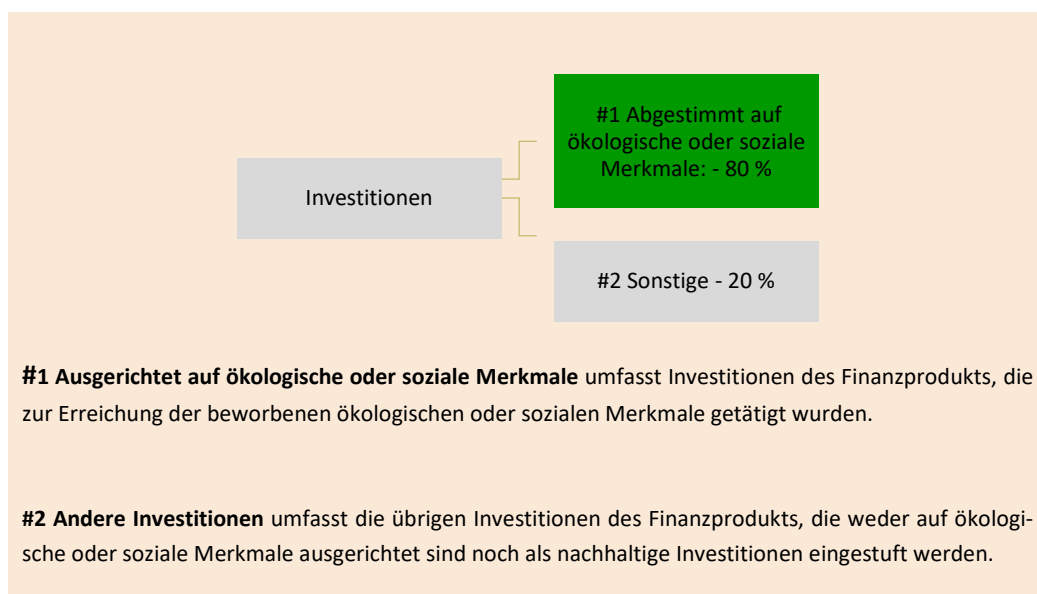 #1 Abgestimmt auf
ökologische oder soziale
Merkmale: - 80 %
Investitionen
#2 Sonstige - 20 %
#1 Ausgerichtet auf ökologische oder soziale Merkmale umfasst Investitionen des Finanzprodukts, die
zur Erreichung der beworbenen ökologischen oder sozialen Merkmale getätigt wurden.
#2 Andere Investitionen umfasst die übrigen Investitionen des Finanzprodukts, die weder auf ökologi-
sche oder soziale Merkmale ausgerichtet sind noch als nachhaltige Investitionen eingestuft werden.